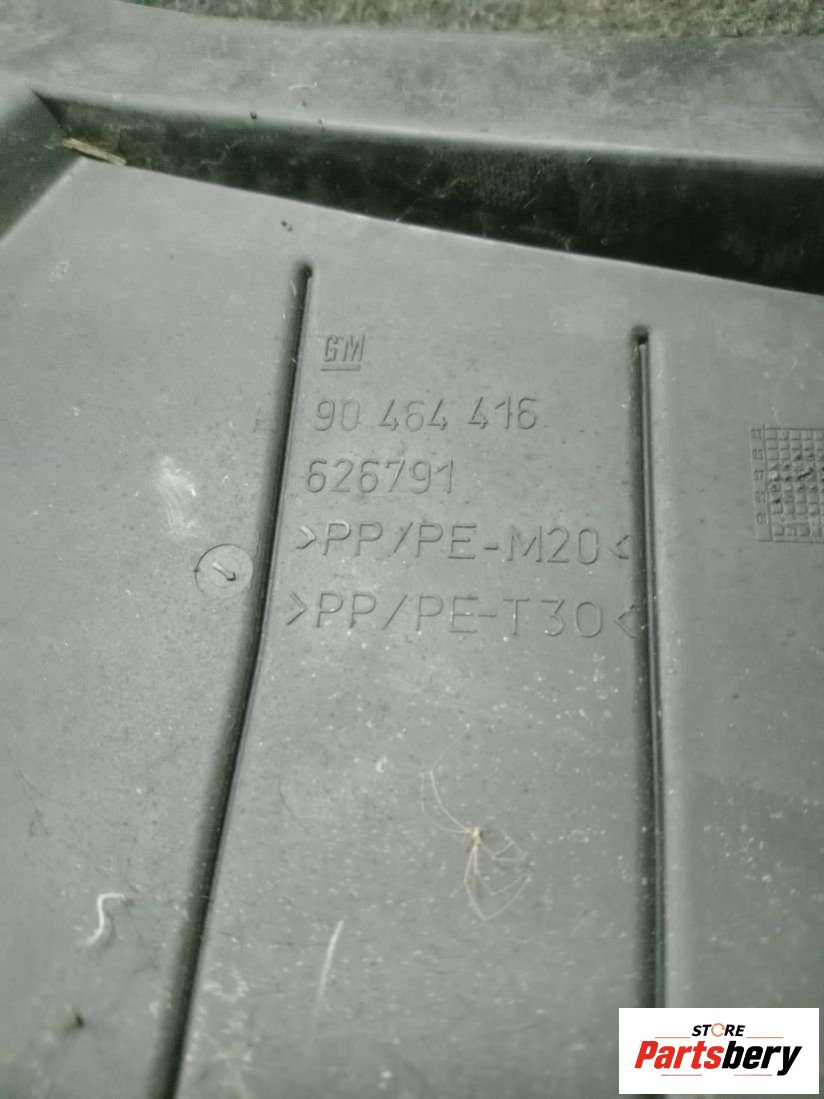 GM
90 464 416
626791
>PP/PE-M20<
>PP/PE-T30<
STORE
Partsbery